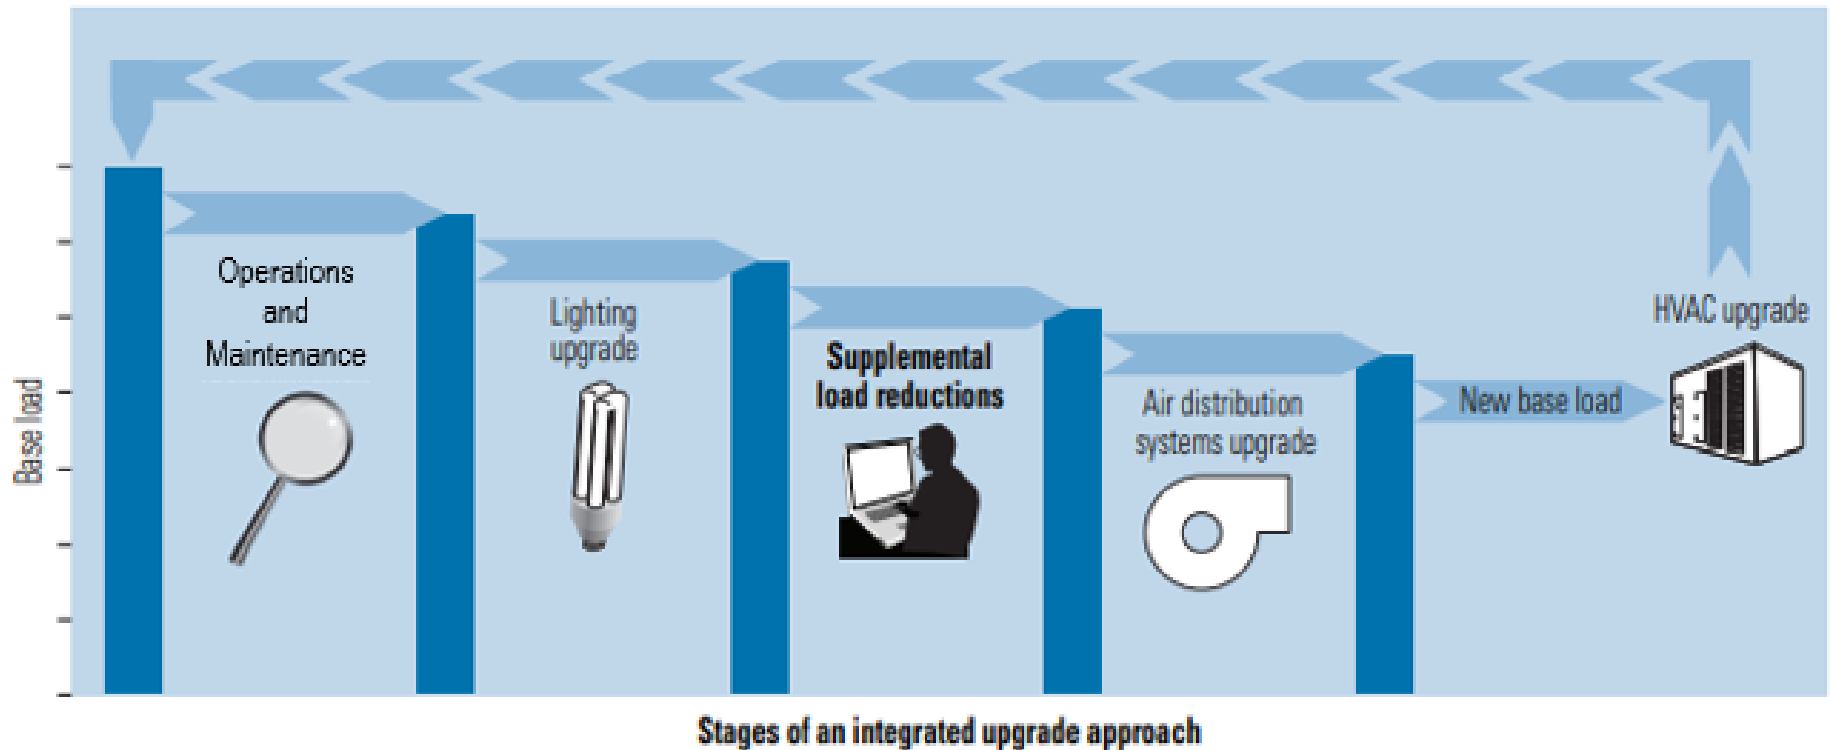 Operations
and
Maintenance
Lighting
upgrade
Supplemental
load reductions
Air distribution
systems upgrade
New base load
HVAC upgrade
Base load
Stages of an integrated upgrade approach